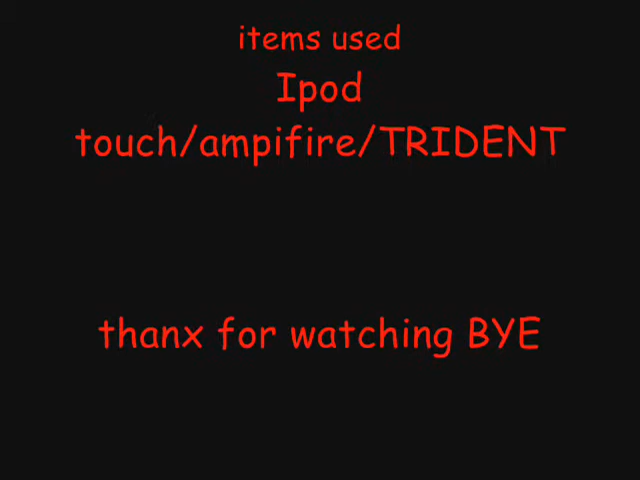 items used
Ipod
touch/ampifire/TRIDENT
thanx for watching BYE